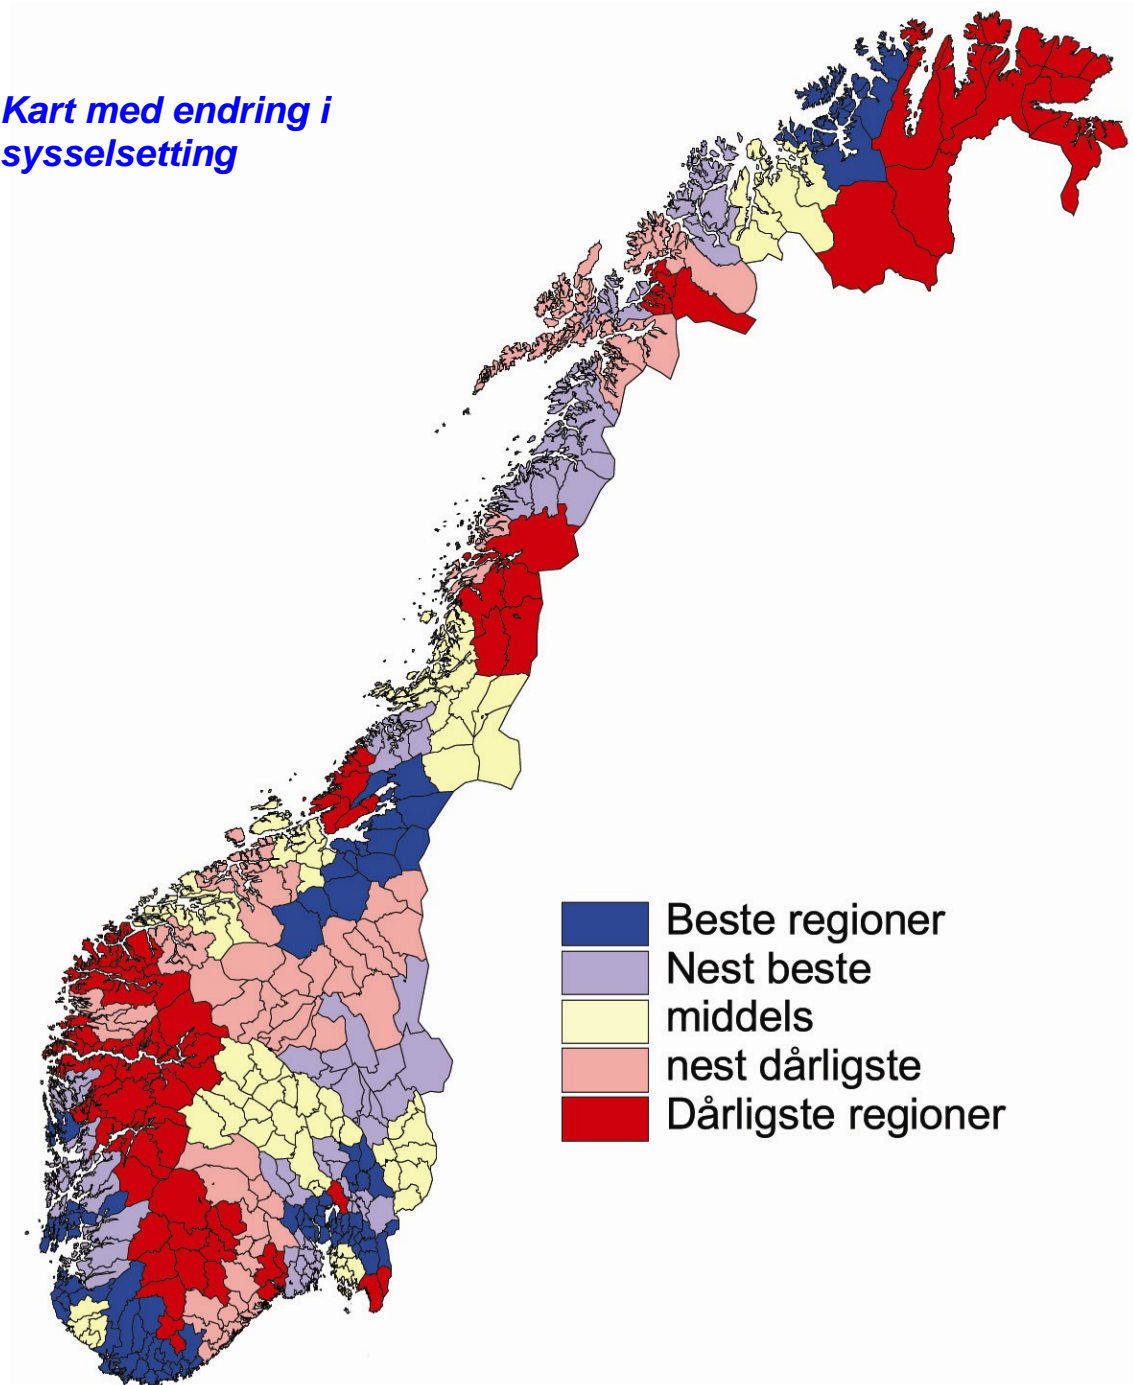 Kart med endring i
sysselsetting
Beste regioner
Nest beste
middels
nest dårligste
Dårligste regioner